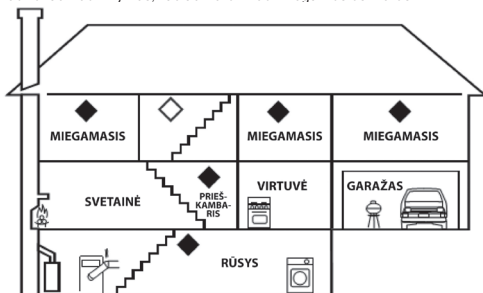 MIEGAMASIS
MIEGAMASIS
MIEGAMASIS
SVETAINĖ
PRIEŠ-
KAMBA-
RIS
VIRTUVĖ
GARAŽAS
RŪSYS